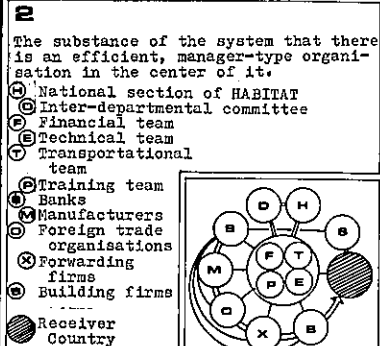 2
The substance of the system that there
is an efficient, manager-type organi-
sation in the center of it.
H National section of HABITAT
D Inter-departmental committee
F Financial team
E Technical team
T Transportational
team
P Training team
Banks
M Manufacturers
O Foreign trade
organisations
X Forwarding
firms
B Building firms
Receiver
Country
D H
B B
F T
M
P E
O
X B